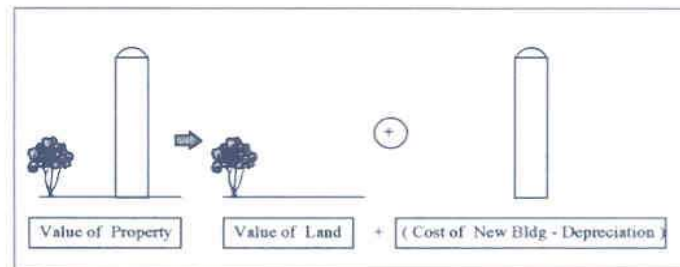 +
Value of Property Value of Land + ( Cost of New Bldg - Depreciation )